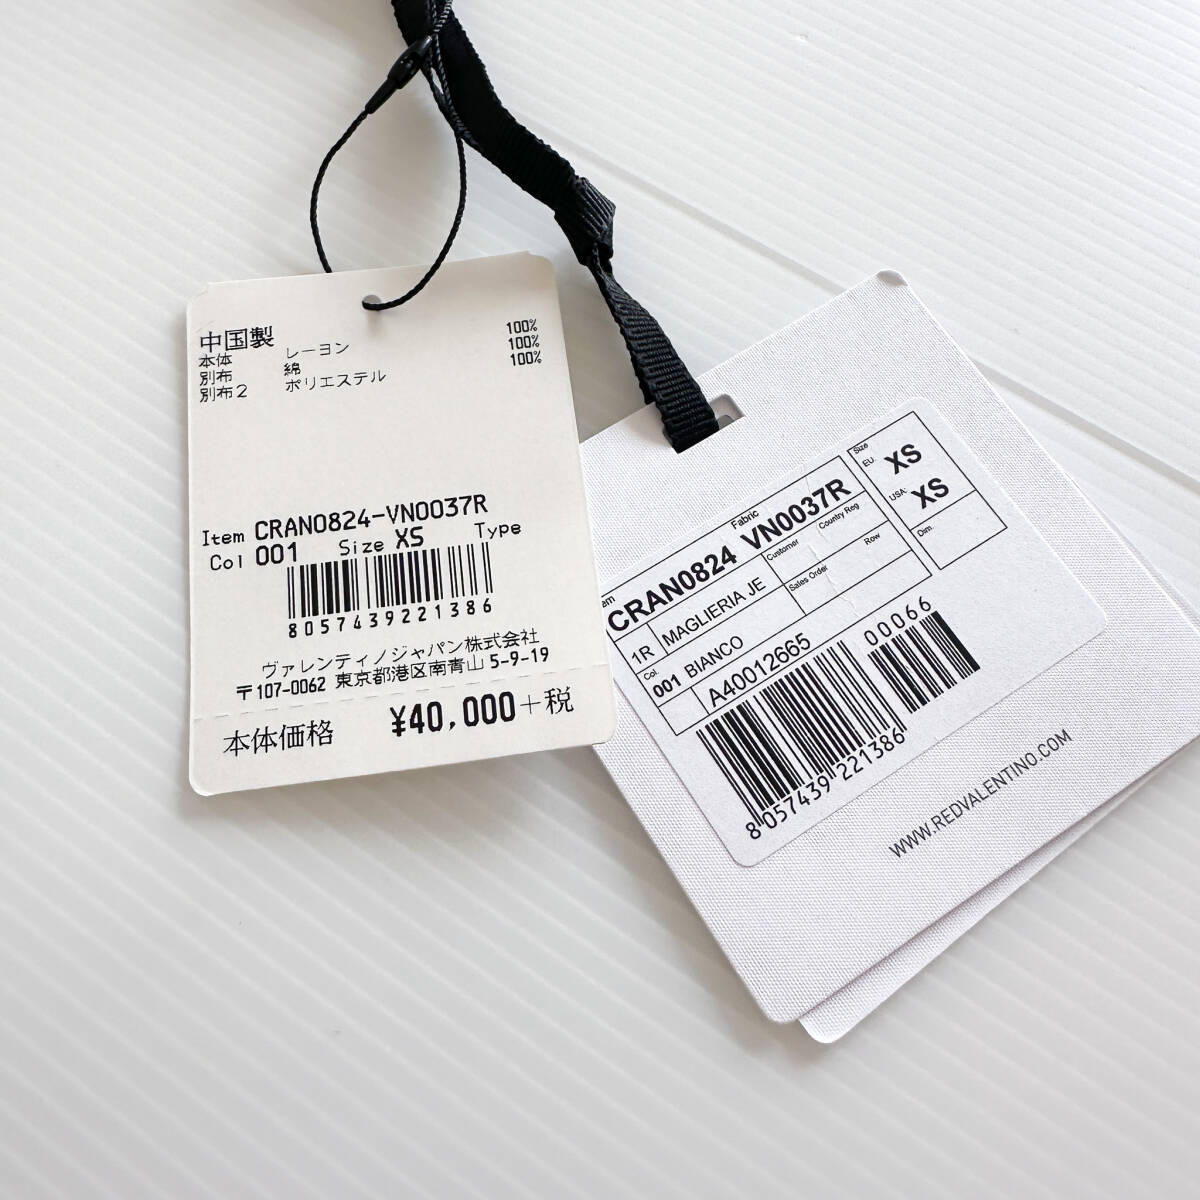 中国製
本体 レーヨン 100%
別布 綿 100%
別布2 ポリエステル 100%
Item CRAN0824-VN0037R
Col 001 Size XS Type
8057439221386
ヴァレンティノジャパン株式会社
〒107-0062 東京都港区南青山5-9-19
本体価格 ¥40,000+税
Fabric
CRAN0824 VN0037R
1R MAGLIERIA JE
Customer Country Reg
Sales Order Row
Col. 001 BIANCO
A40012665
Size
EU. XS
USA. XS
Dim.
00066
8057439221386
WWW.REDVALENTINO.COM